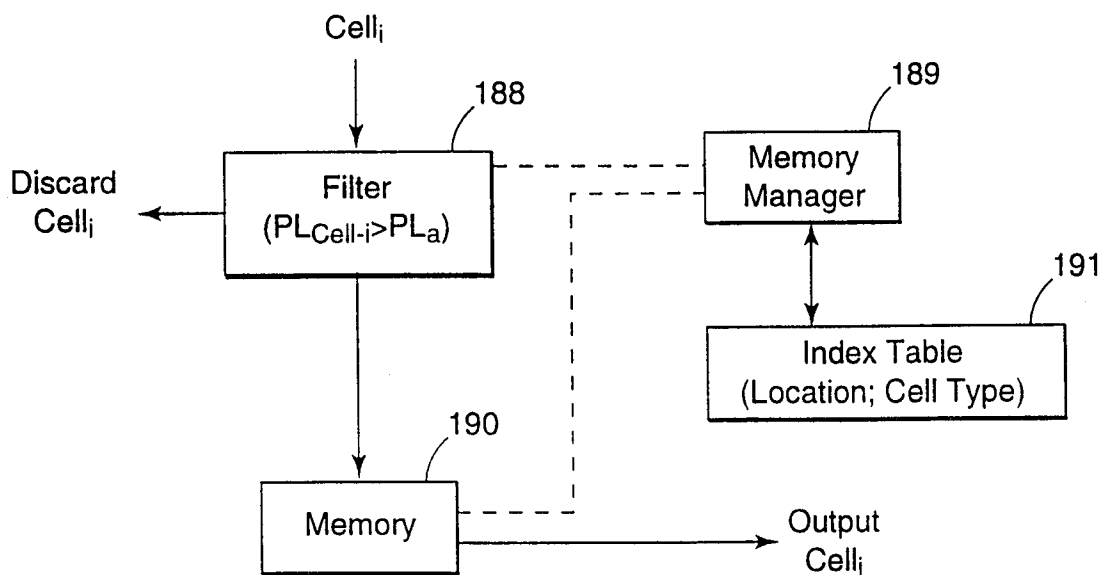 Cell_i
188
189
Discard
Cell_i
Filter
(PL_Cell-i>PL_a)
Memory
Manager
191
Index Table
(Location; Cell Type)
190
Memory
Output
Cell_j